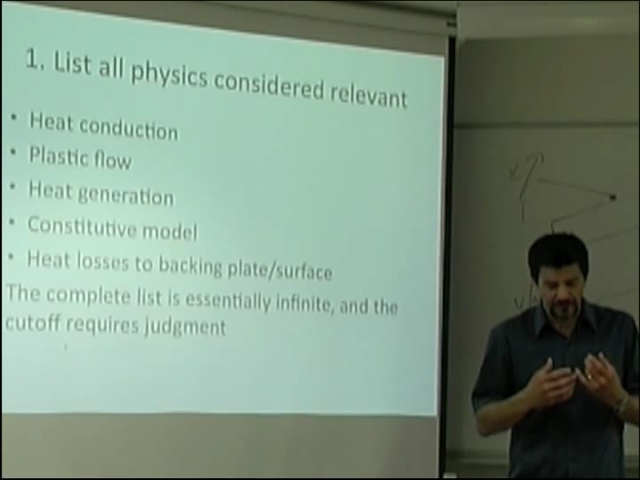 1. List all physics considered relevant
• Heat conduction
• Plastic flow
• Heat generation
• Constitutive model
• Heat losses to backing plate/surface
The complete list is essentially infinite, and the
cutoff requires judgment